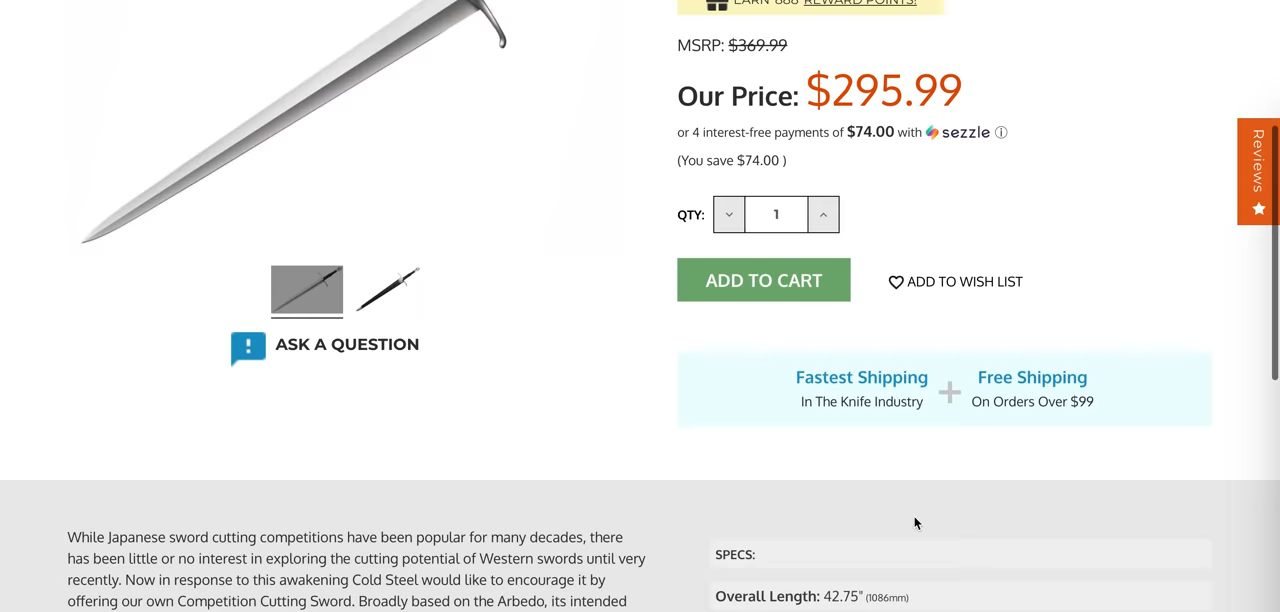 EARN 888 REWARD POINTS!
MSRP: $369.99
Our Price: $295.99
or 4 interest-free payments of $74.00 with sezzle ⓘ
(You save $74.00 )
QTY: 1
ADD TO CART
ADD TO WISH LIST
Reviews
ASK A QUESTION
Fastest Shipping + Free Shipping
In The Knife Industry On Orders Over $99
While Japanese sword cutting competitions have been popular for many decades, there
has been little or no interest in exploring the cutting potential of Western swords until very
recently. Now in response to this awakening Cold Steel would like to encourage it by
offering our own Competition Cutting Sword. Broadly based on the Arbedo, its intended
SPECS:
Overall Length: 42.75" (1086mm)